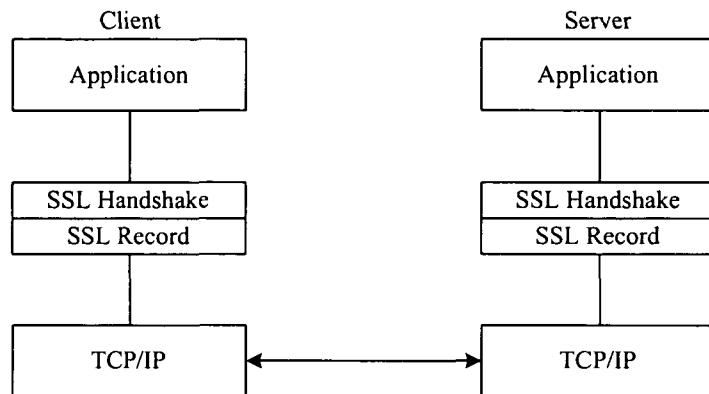 Client
Server
Application
Application
SSL Handshake
SSL Handshake
SSL Record
SSL Record
TCP/IP
TCP/IP